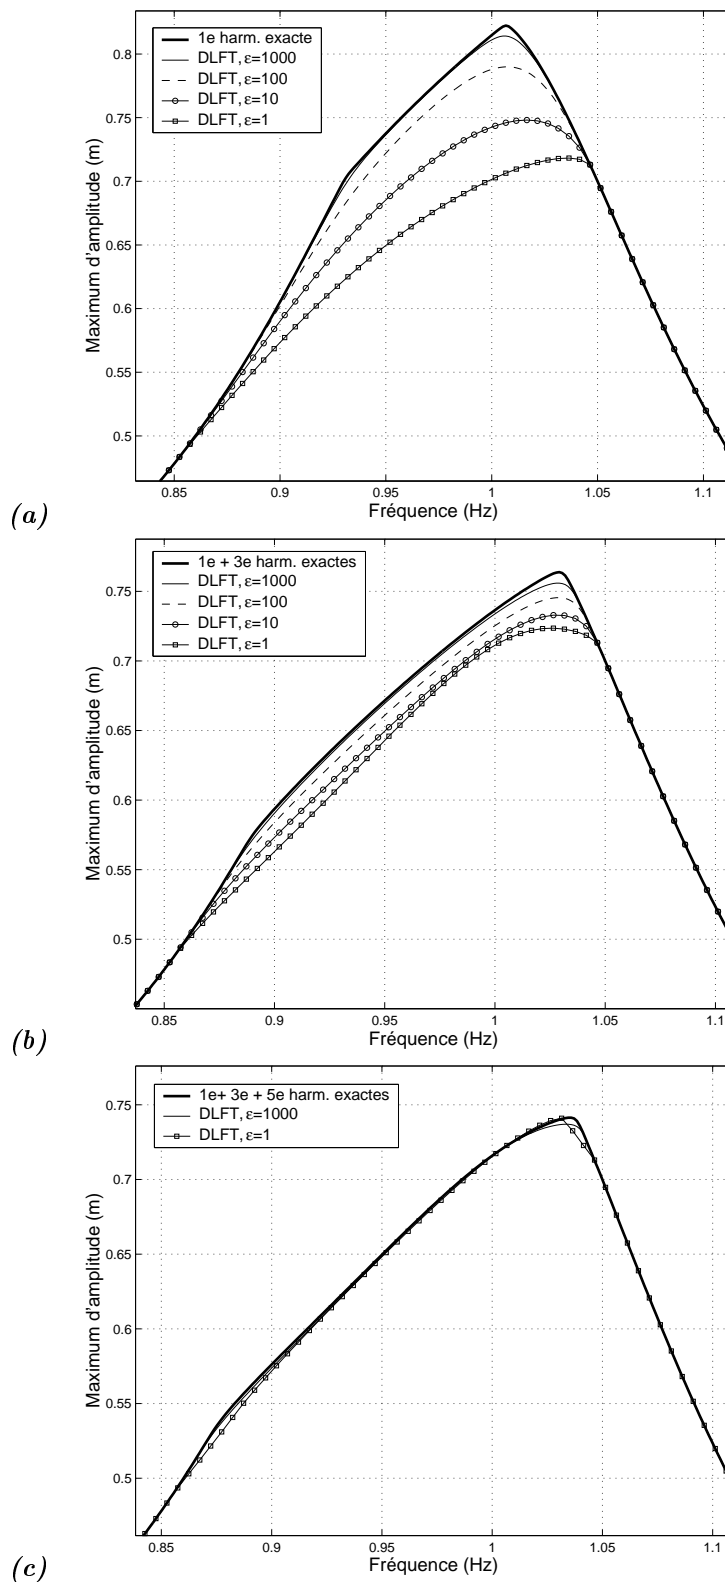 0.8
0.75
0.7
0.65
0.6
0.55
0.5
Maximum d'amplitude (m)
1e harm. exacte
DLFT, ε=1000
DLFT, ε=100
DLFT, ε=10
DLFT, ε=1
0.85 0.9 0.95 1 1.05 1.1
Fréquence (Hz)
(a)
0.75
0.7
0.65
0.6
0.55
0.5
Maximum d'amplitude (m)
1e + 3e harm. exactes
DLFT, ε=1000
DLFT, ε=100
DLFT, ε=10
DLFT, ε=1
0.85 0.9 0.95 1 1.05 1.1
Fréquence (Hz)
(b)
0.75
0.7
0.65
0.6
0.55
0.5
Maximum d'amplitude (m)
1e+ 3e + 5e harm. exactes
DLFT, ε=1000
DLFT, ε=1
0.85 0.9 0.95 1 1.05 1.1
Fréquence (Hz)
(c)